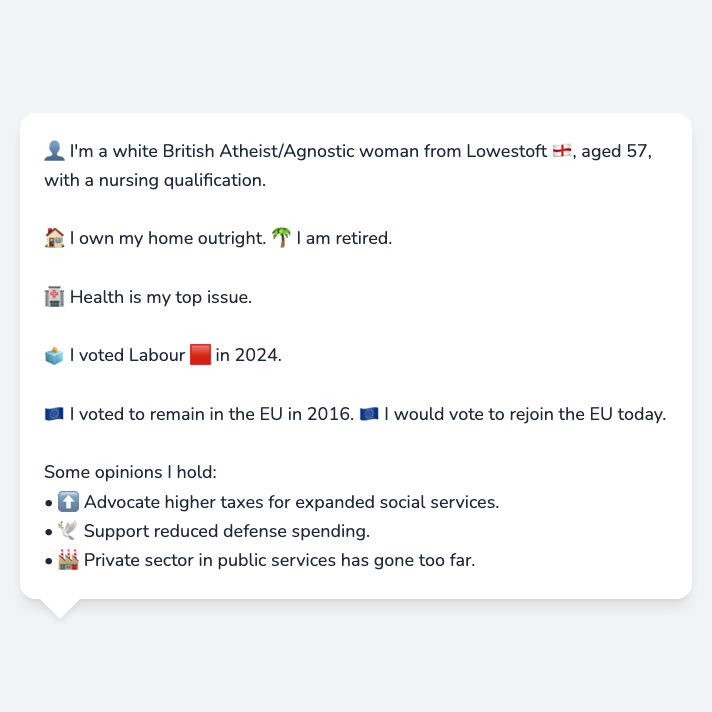 👤 I'm a white British Atheist/Agnostic woman from Lowestoft 🏴󠁧󠁢󠁥󠁮󠁧󠁿, aged 57,
with a nursing qualification.
🏠 I own my home outright. 🌴 I am retired.
🏥 Health is my top issue.
🗳️ I voted Labour 🟥 in 2024.
🇪🇺 I voted to remain in the EU in 2016. 🇪🇺 I would vote to rejoin the EU today.
Some opinions I hold:
• ⬆️ Advocate higher taxes for expanded social services.
• 🕊️ Support reduced defense spending.
• 🏭 Private sector in public services has gone too far.